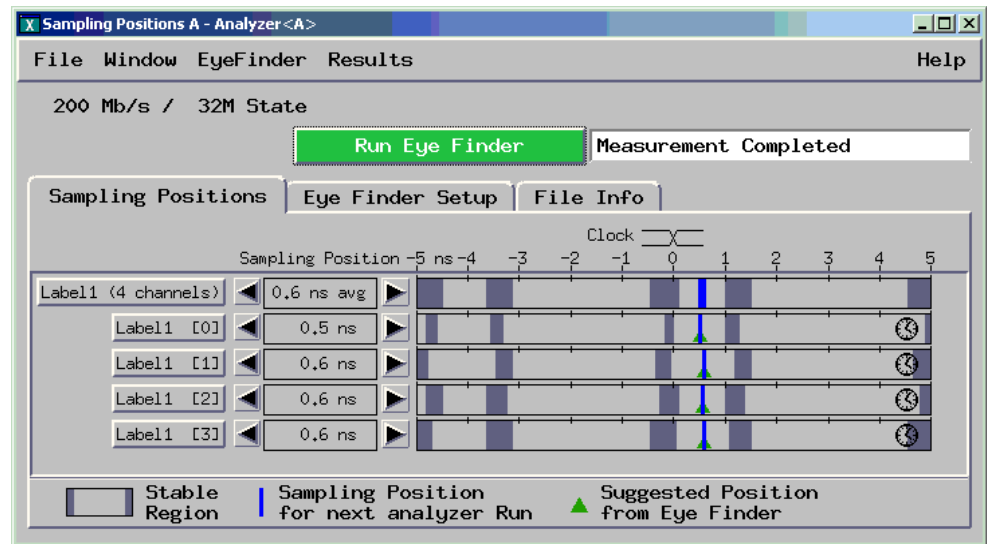 X Sampling Positions A - Analyzer<A>
File Window EyeFinder Results Help
200 Mb/s / 32M State
Run Eye Finder Measurement Completed
Sampling Positions Eye Finder Setup File Info
Clock
Sampling Position -5 ns -4 -3 -2 -1 0 1 2 3 4 5
Label1 (4 channels) 0.6 ns avg
Label1 [0] 0.5 ns
Label1 [1] 0.6 ns
Label1 [2] 0.6 ns
Label1 [3] 0.6 ns
Stable Region
Sampling Position for next analyzer Run
Suggested Position from Eye Finder